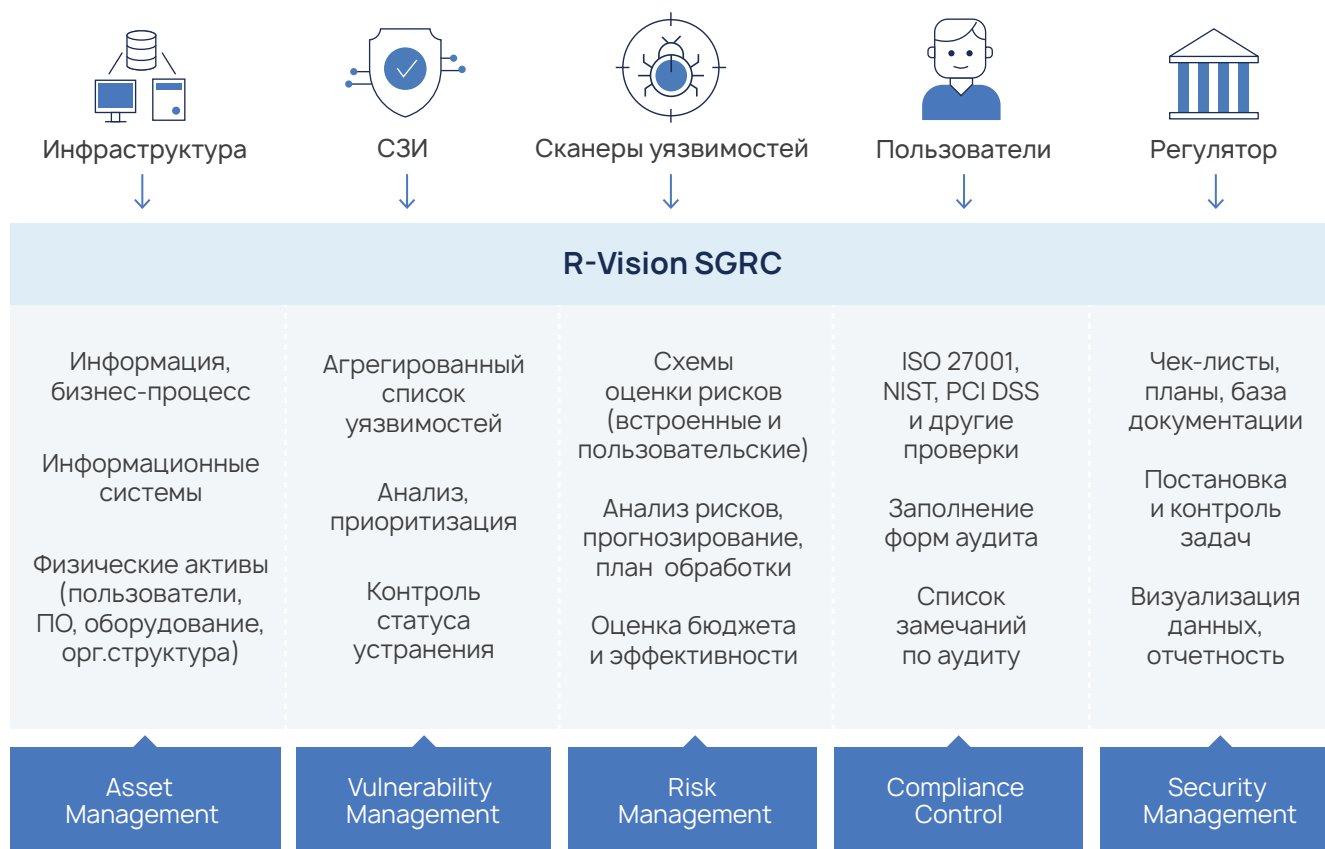 Инфраструктура
СЗИ
Сканеры уязвимостей
Пользователи
Регулятор
R-Vision SGRC
Информация,
бизнес-процесс
Информационные
системы
Физические активы
(пользователи,
ПО, оборудование,
орг.структура)
Агрегированный
список
уязвимостей
Анализ,
приоритизация
Контроль
статуса
устранения
Схемы
оценки рисков
(встроенные и
пользовательские)
Анализ рисков,
прогнозирование,
план обработки
Оценка бюджета
и эффективности
ISO 27001,
NIST, PCI DSS
и другие
проверки
Заполнение
форм аудита
Список
замечаний
по аудиту
Чек-листы,
планы, база
документации
Постановка
и контроль
задач
Визуализация
данных,
отчетность
Asset
Management
Vulnerability
Management
Risk
Management
Compliance
Control
Security
Management